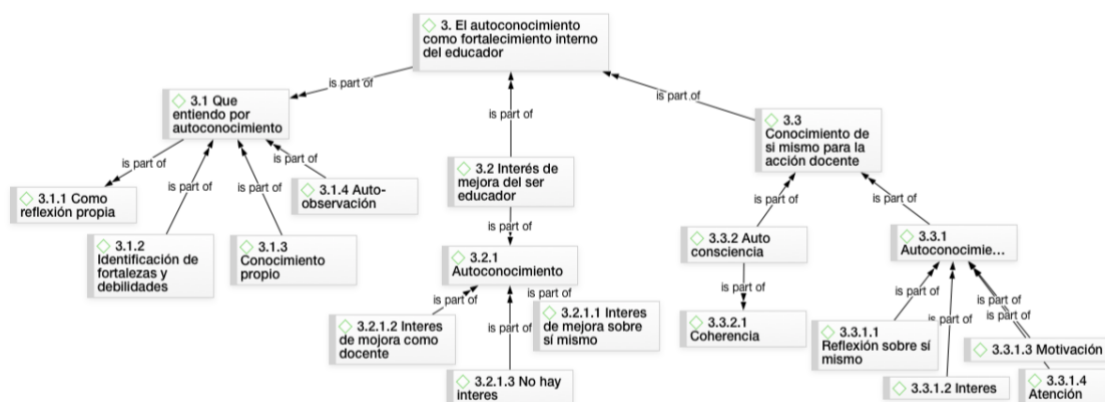 3. El autoconocimiento
como fortalecimiento interno
del educador
is part of
is part of
is part of
3.1 Que
entiendo por
autoconocimiento
3.3
Conocimiento de
si mismo para la
acción docente
is part of
is part of
is part of
is part of
3.2 Interés de
mejora del ser
educador
is part of
is part of
3.1.1 Como
reflexión propia
3.1.4 Auto-
observación
is part of
3.1.2
Identificación de
fortalezas y
debilidades
3.1.3
Conocimiento
propio
3.2.1
Autoconocimiento
3.3.2 Auto
consciencia
3.3.1
Autoconocimie...
is part of
is part of
is part of
is part of
is part of
is part of
is part of
is part of
3.2.1.2 Interes
de mejora como
docente
3.2.1.1 Interes
de mejora sobre
sí mismo
3.3.2.1
Coherencia
3.3.1.1
Reflexión sobre sí
mismo
3.3.1.3 Motivación
3.2.1.3 No hay
interes
3.3.1.2 Interes
3.3.1.4
Atención